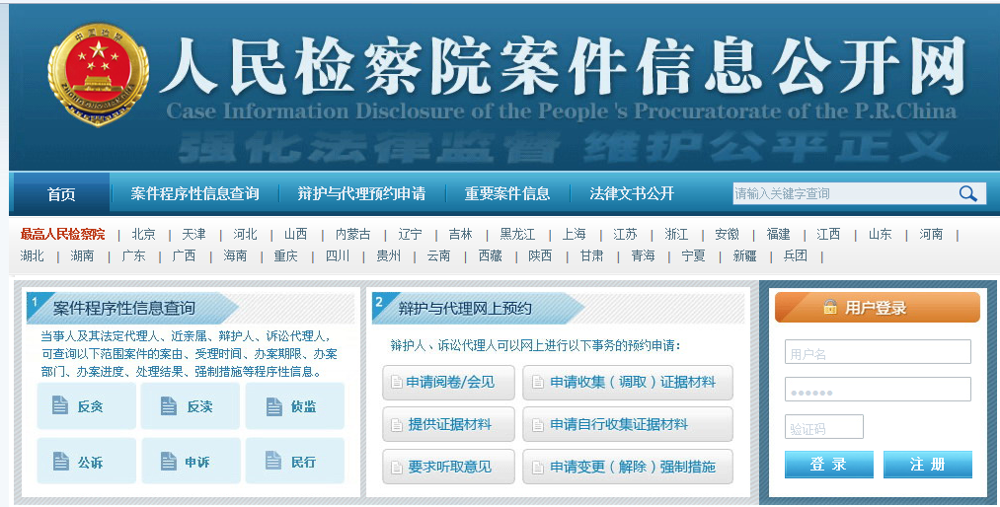 人民检察院案件信息公开网
Case Information Disclosure of the People 's Procuratorate of the P.R.China
强化法律监督 维护公平正义
首页 案件程序性信息查询 辩护与代理预约申请 重要案件信息 法律文书公开 请输入关键字查询
最高人民检察院 | 北京 | 天津 | 河北 | 山西 | 内蒙古 | 辽宁 | 吉林 | 黑龙江 | 上海 | 江苏 | 浙江 | 安徽 | 福建 | 江西 | 山东 | 河南 |
湖北 | 湖南 | 广东 | 广西 | 海南 | 重庆 | 四川 | 贵州 | 云南 | 西藏 | 陕西 | 甘肃 | 青海 | 宁夏 | 新疆 | 兵团 |
1 案件程序性信息查询
当事人及其法定代理人、近亲属、辩护人、诉讼代理人，
可查询以下范围案件的案由、受理时间、办案期限、办案
部门、办案进度、处理结果、强制措施等程序性信息。
反贪 反渎 侦监
公诉 申诉 民行
2 辩护与代理网上预约
辩护人、诉讼代理人可以网上进行以下事务的预约申请：
申请阅卷/会见 申请收集（调取）证据材料
提供证据材料 申请自行收集证据材料
要求听取意见 申请变更（解除）强制措施
用户登录
用户名
●●●●●●
验证码
登 录 注 册